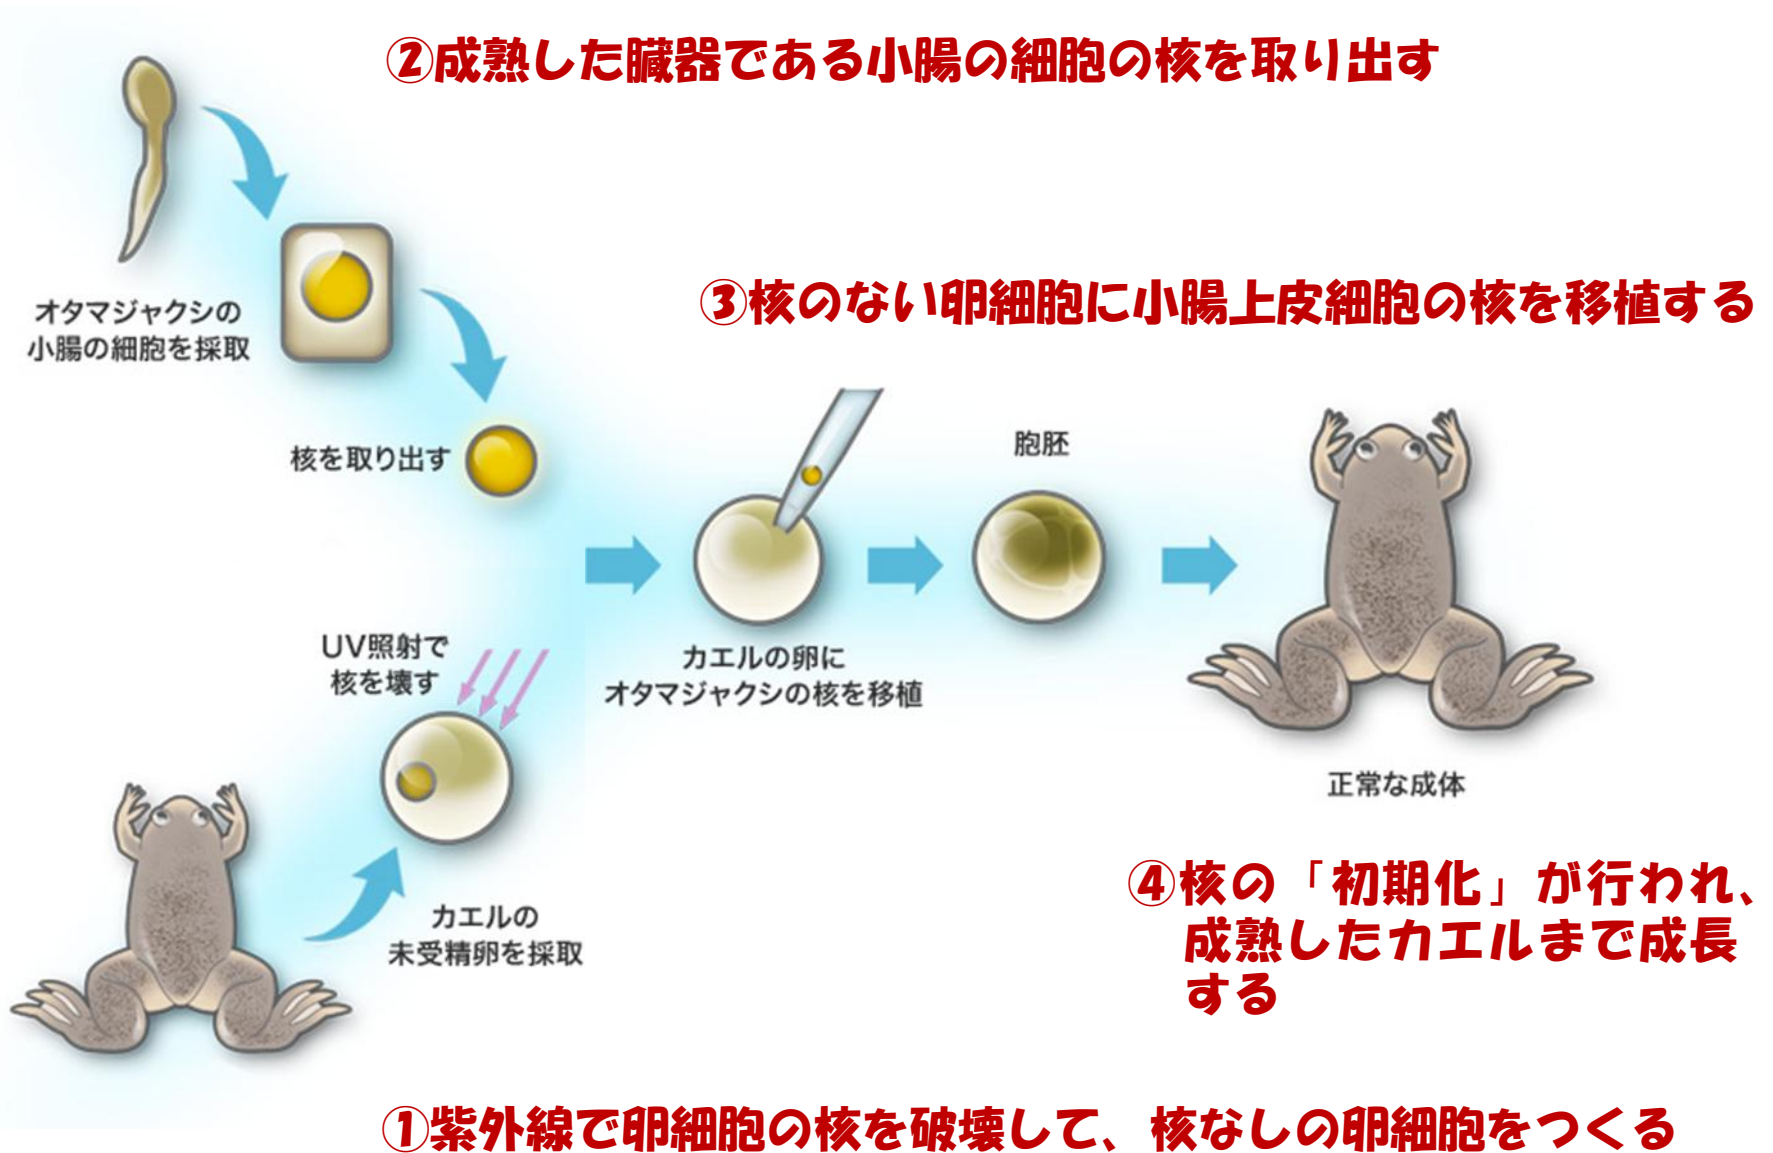 ②成熟した臓器である小腸の細胞の核を取り出す
オタマジャクシの
小腸の細胞を採取
③核のない卵細胞に小腸上皮細胞の核を移植する
核を取り出す
胞胚
UV照射で
核を壊す
カエルの卵に
オタマジャクシの核を移植
正常な成体
カエルの
未受精卵を採取
④核の「初期化」が行われ、
成熟したカエルまで成長
する
①紫外線で卵細胞の核を破壊して、核なしの卵細胞をつくる